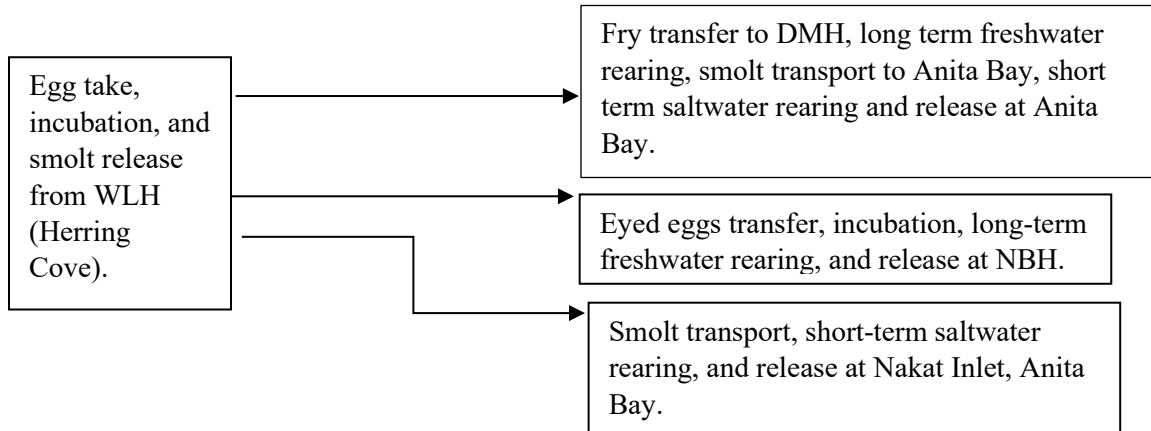 Egg take,
incubation, and
smolt release
from WLH
(Herring
Cove).
Fry transfer to DMH, long term freshwater
rearing, smolt transport to Anita Bay, short
term saltwater rearing and release at Anita
Bay.
Eyed eggs transfer, incubation, long-term
freshwater rearing, and release at NBH.
Smolt transport, short-term saltwater
rearing, and release at Nakat Inlet, Anita
Bay.